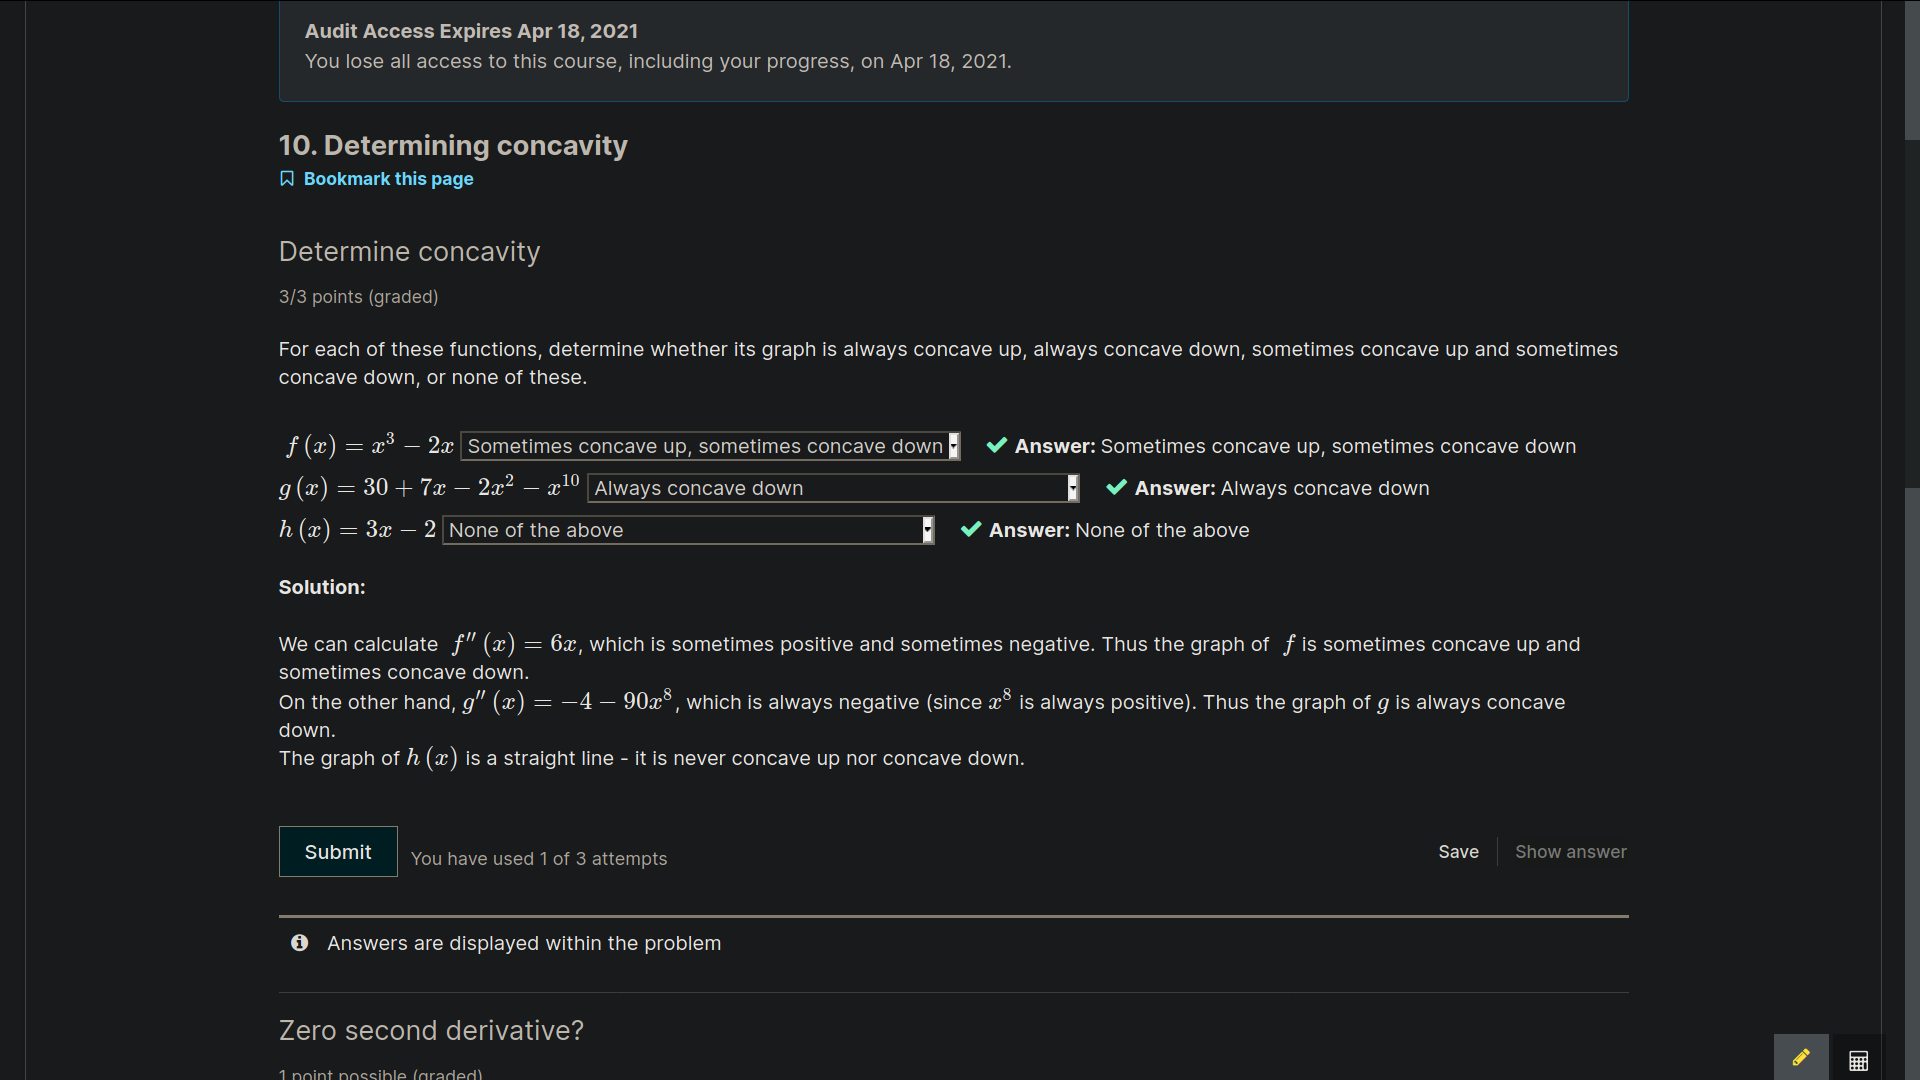 Audit Access Expires Apr 18, 2021
You lose all access to this course, including your progress, on Apr 18, 2021.
10. Determining concavity
Bookmark this page
Determine concavity
3/3 points (graded)
For each of these functions, determine whether its graph is always concave up, always concave down, sometimes concave up and sometimes
concave down, or none of these.
f (x) = x³ − 2x Sometimes concave up, sometimes concave down Answer: Sometimes concave up, sometimes concave down
g (x) = 30 + 7x − 2x² − x¹⁰ Always concave down Answer: Always concave down
h (x) = 3x − 2 None of the above Answer: None of the above
Solution:
We can calculate f″ (x) = 6x, which is sometimes positive and sometimes negative. Thus the graph of f is sometimes concave up and
sometimes concave down.
On the other hand, g″ (x) = −4 − 90x⁸, which is always negative (since x⁸ is always positive). Thus the graph of g is always concave
down.
The graph of h (x) is a straight line - it is never concave up nor concave down.
Submit You have used 1 of 3 attempts Save Show answer
Answers are displayed within the problem
Zero second derivative?
1 point possible (graded)